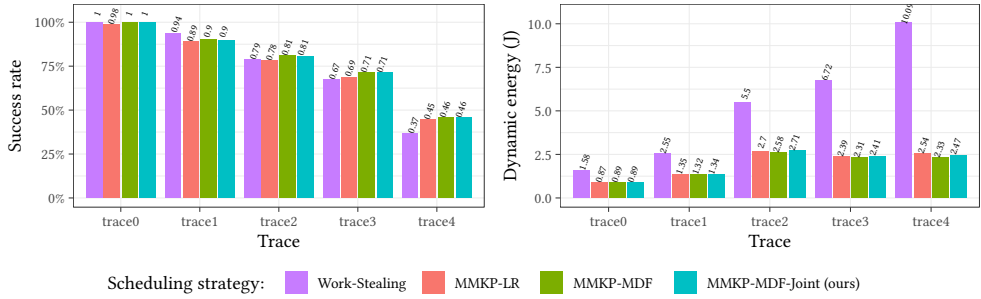 Success rate
100%
75%
50%
25%
0%
1 0.98 1 1
0.94 0.89 0.9 0.9
0.79 0.78 0.81 0.81
0.67 0.69 0.71 0.71
0.37 0.45 0.46 0.46
trace0 trace1 trace2 trace3 trace4
Trace
Dynamic energy (J)
10.0
7.5
5.0
2.5
0.0
1.58 0.87 0.89 0.89
2.55 1.35 1.32 1.34
5.5 2.7 2.58 2.71
6.72 2.39 2.31 2.41
10.09 2.54 2.33 2.47
trace0 trace1 trace2 trace3 trace4
Trace
Scheduling strategy: Work-Stealing MMKP-LR MMKP-MDF MMKP-MDF-Joint (ours)